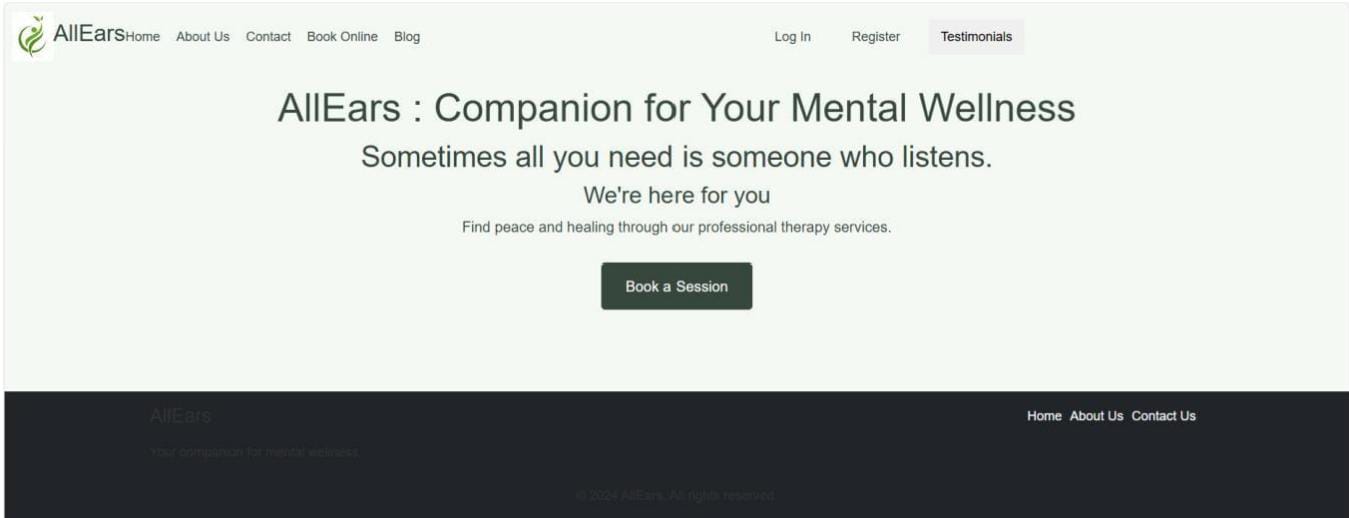 AllEars Home About Us Contact Book Online Blog Log In Register Testimonials
AllEars : Companion for Your Mental Wellness
Sometimes all you need is someone who listens.
We're here for you
Find peace and healing through our professional therapy services.
Book a Session
AllEars Home About Us Contact Us
Your companion for mental wellness.
© 2024 AllEars. All rights reserved.